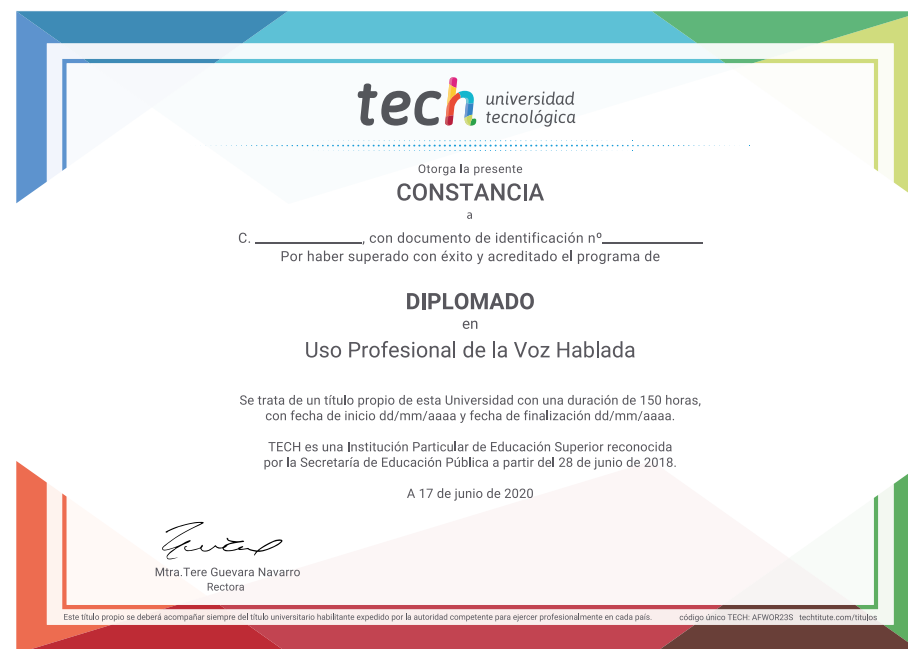 tech universidad
tecnológica
Otorga la presente
CONSTANCIA
a
C. ______________, con documento de identificación nº______________
Por haber superado con éxito y acreditado el programa de
DIPLOMADO
en
Uso Profesional de la Voz Hablada
Se trata de un título propio de esta Universidad con una duración de 150 horas,
con fecha de inicio dd/mm/aaaa y fecha de finalización dd/mm/aaaa.
TECH es una Institución Particular de Educación Superior reconocida
por la Secretaría de Educación Pública a partir del 28 de junio de 2018.
A 17 de junio de 2020
Mtra.Tere Guevara Navarro
Rectora
Este título propio se deberá acompañar siempre del título universitario habilitante expedido por la autoridad competente para ejercer profesionalmente en cada país. código único TECH: AFWOR23S techtitute.com/titulos